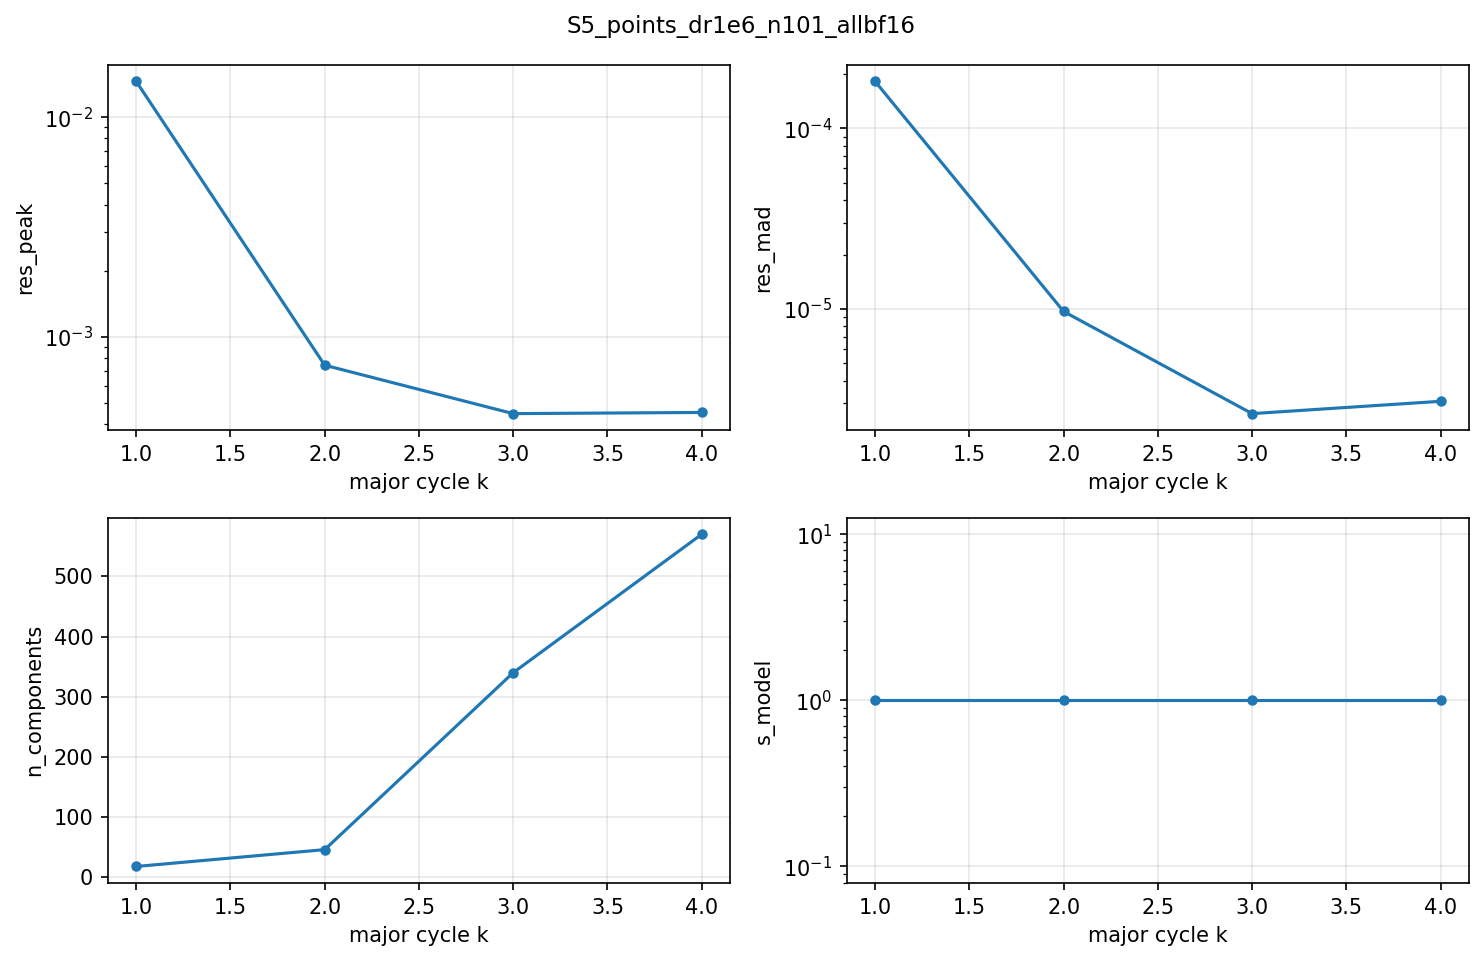 S5_points_dr1e6_n101_allbf16
10⁻²
10⁻³
res_peak
1.0 1.5 2.0 2.5 3.0 3.5 4.0
major cycle k
10⁻⁴
10⁻⁵
res_mad
1.0 1.5 2.0 2.5 3.0 3.5 4.0
major cycle k
500
400
300
200
100
0
n_components
1.0 1.5 2.0 2.5 3.0 3.5 4.0
major cycle k
10¹
10⁰
10⁻¹
s_model
1.0 1.5 2.0 2.5 3.0 3.5 4.0
major cycle k